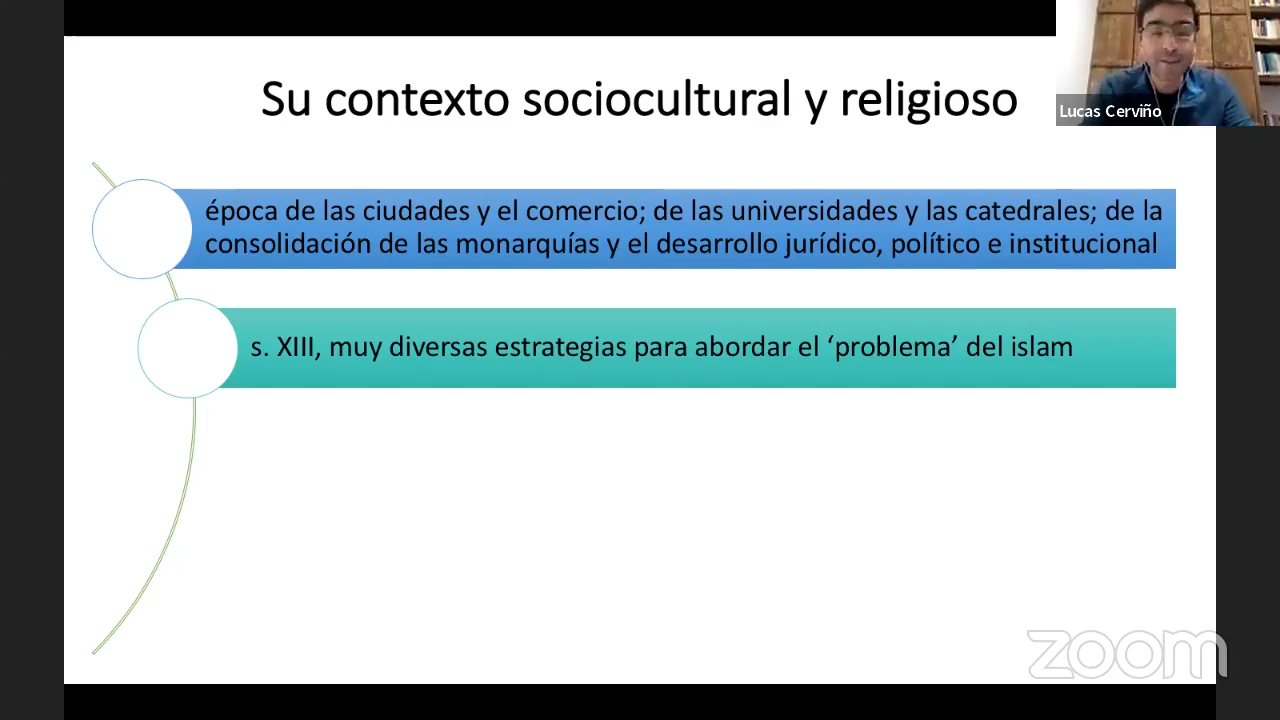 Su contexto sociocultural y religioso
Lucas Cerviño
época de las ciudades y el comercio; de las universidades y las catedrales; de la
consolidación de las monarquías y el desarrollo jurídico, político e institucional
s. XIII, muy diversas estrategias para abordar el ‘problema’ del islam
zoom